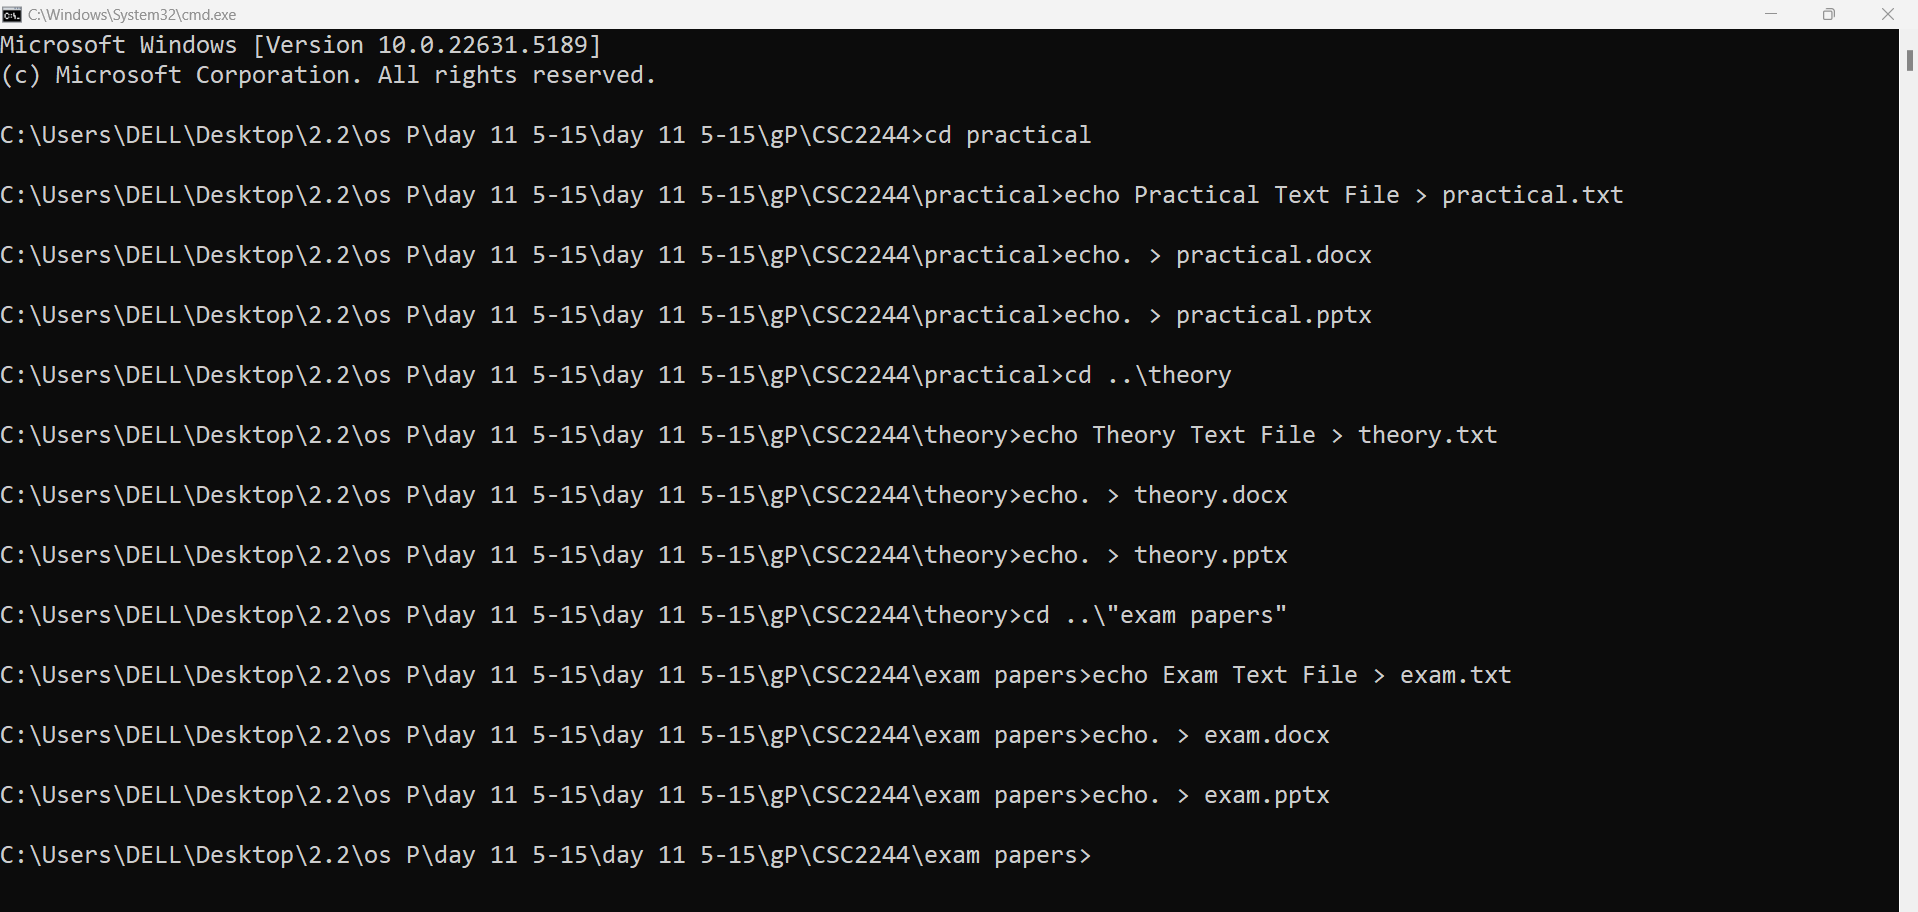 C:\Windows\System32\cmd.exe
Microsoft Windows [Version 10.0.22631.5189]
(c) Microsoft Corporation. All rights reserved.
C:\Users\DELL\Desktop\2.2\os P\day 11 5-15\day 11 5-15\gP\CSC2244>cd practical
C:\Users\DELL\Desktop\2.2\os P\day 11 5-15\day 11 5-15\gP\CSC2244\practical>echo Practical Text File > practical.txt
C:\Users\DELL\Desktop\2.2\os P\day 11 5-15\day 11 5-15\gP\CSC2244\practical>echo. > practical.docx
C:\Users\DELL\Desktop\2.2\os P\day 11 5-15\day 11 5-15\gP\CSC2244\practical>echo. > practical.pptx
C:\Users\DELL\Desktop\2.2\os P\day 11 5-15\day 11 5-15\gP\CSC2244\practical>cd ..\theory
C:\Users\DELL\Desktop\2.2\os P\day 11 5-15\day 11 5-15\gP\CSC2244\theory>echo Theory Text File > theory.txt
C:\Users\DELL\Desktop\2.2\os P\day 11 5-15\day 11 5-15\gP\CSC2244\theory>echo. > theory.docx
C:\Users\DELL\Desktop\2.2\os P\day 11 5-15\day 11 5-15\gP\CSC2244\theory>echo. > theory.pptx
C:\Users\DELL\Desktop\2.2\os P\day 11 5-15\day 11 5-15\gP\CSC2244\theory>cd ..\"exam papers"
C:\Users\DELL\Desktop\2.2\os P\day 11 5-15\day 11 5-15\gP\CSC2244\exam papers>echo Exam Text File > exam.txt
C:\Users\DELL\Desktop\2.2\os P\day 11 5-15\day 11 5-15\gP\CSC2244\exam papers>echo. > exam.docx
C:\Users\DELL\Desktop\2.2\os P\day 11 5-15\day 11 5-15\gP\CSC2244\exam papers>echo. > exam.pptx
C:\Users\DELL\Desktop\2.2\os P\day 11 5-15\day 11 5-15\gP\CSC2244\exam papers>